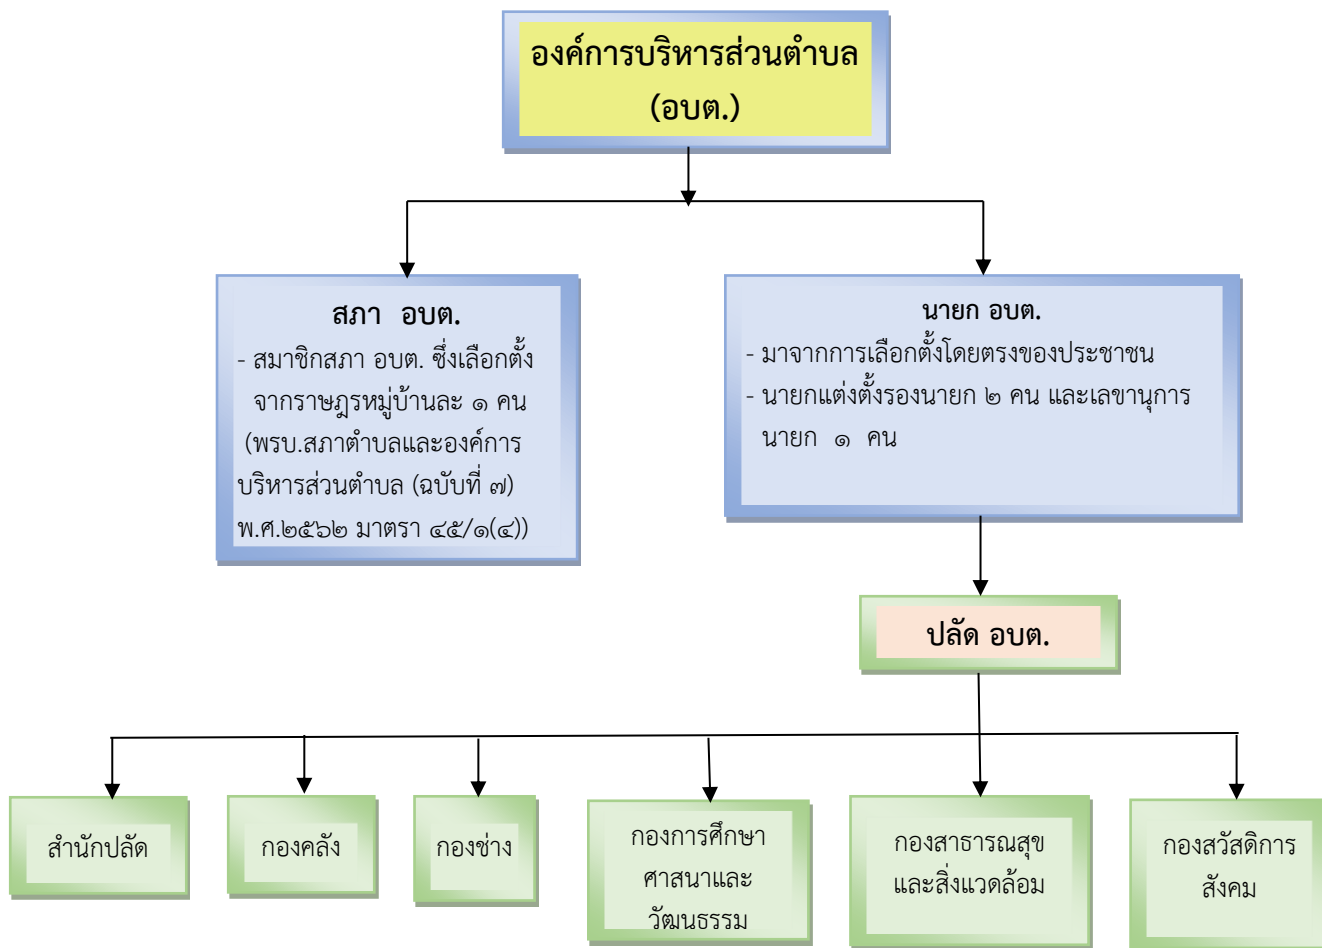 องค์การบริหารส่วนตำบล
(อบต.)
สภา อบต.
- สมาชิกสภา อบต. ซึ่งเลือกตั้ง
จากราษฎรหมู่บ้านละ ๑ คน
(พรบ.สภาตำบลและองค์การ
บริหารส่วนตำบล (ฉบับที่ ๗)
พ.ศ.๒๕๖๒ มาตรา ๔๕/๑(๔))
นายก อบต.
- มาจากการเลือกตั้งโดยตรงของประชาชน
- นายกแต่งตั้งรองนายก ๒ คน และเลขานุการ
นายก ๑ คน
ปลัด อบต.
สำนักปลัด
กองคลัง
กองช่าง
กองการศึกษา
ศาสนาและ
วัฒนธรรม
กองสาธารณสุข
และสิ่งแวดล้อม
กองสวัสดิการ
สังคม